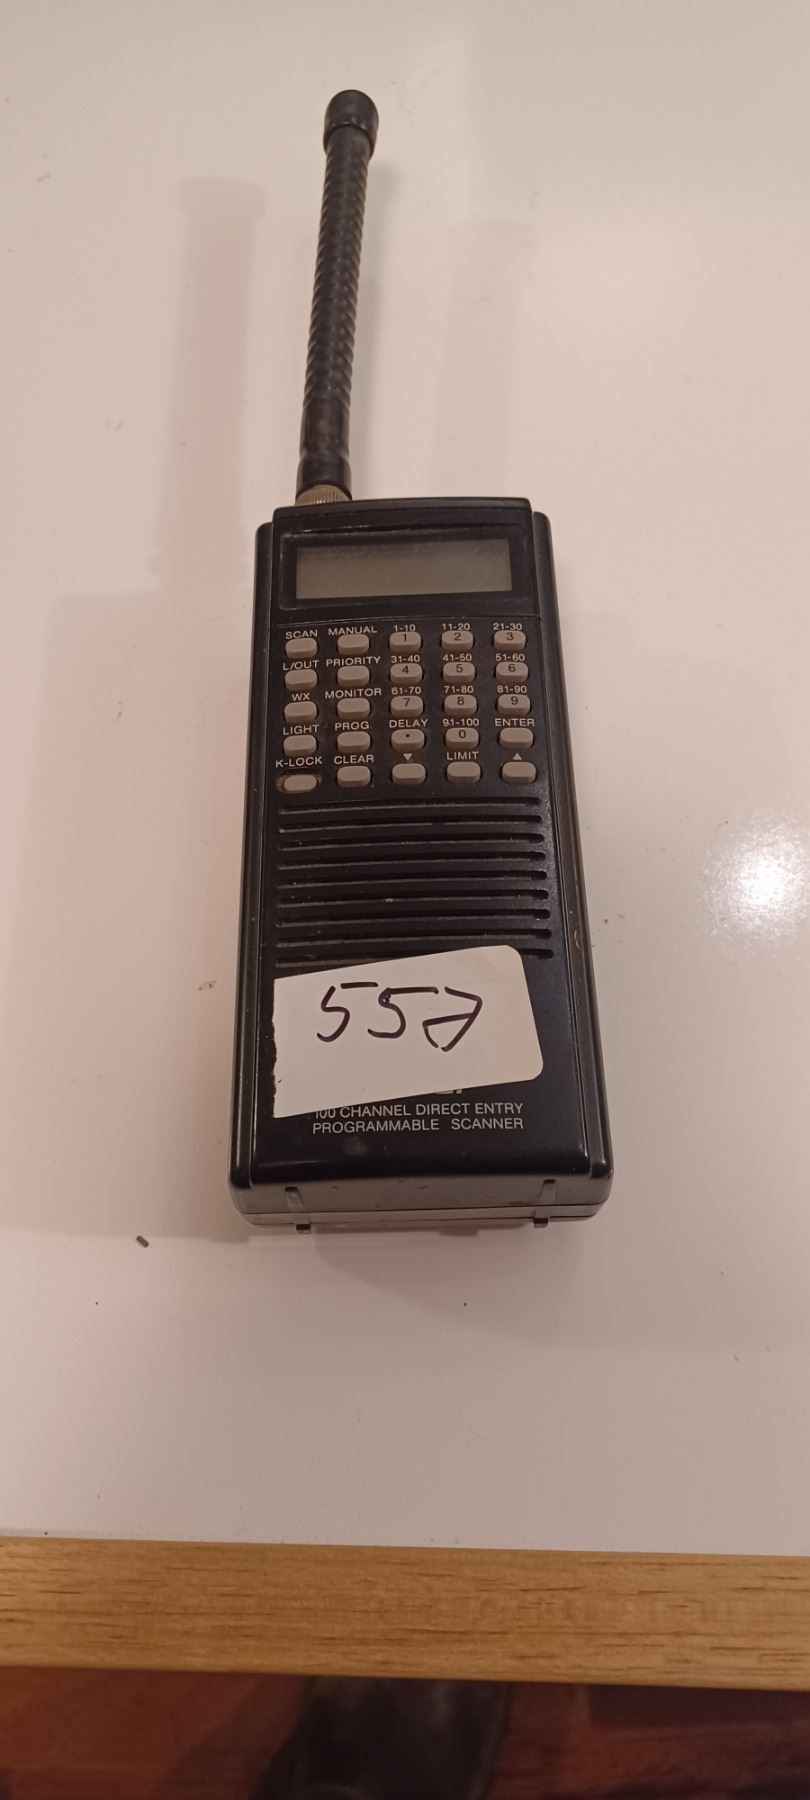 SCAN MANUAL 1-10 11-20 21-30
1 2 3
L/OUT PRIORITY 31-40 41-50 51-60
4 5 6
WX MONITOR 61-70 71-80 81-90
7 8 9
LIGHT PROG. DELAY 91-100 ENTER
. 0
K-LOCK CLEAR ▼ LIMIT ▲
100 CHANNEL DIRECT ENTRY
PROGRAMMABLE SCANNER